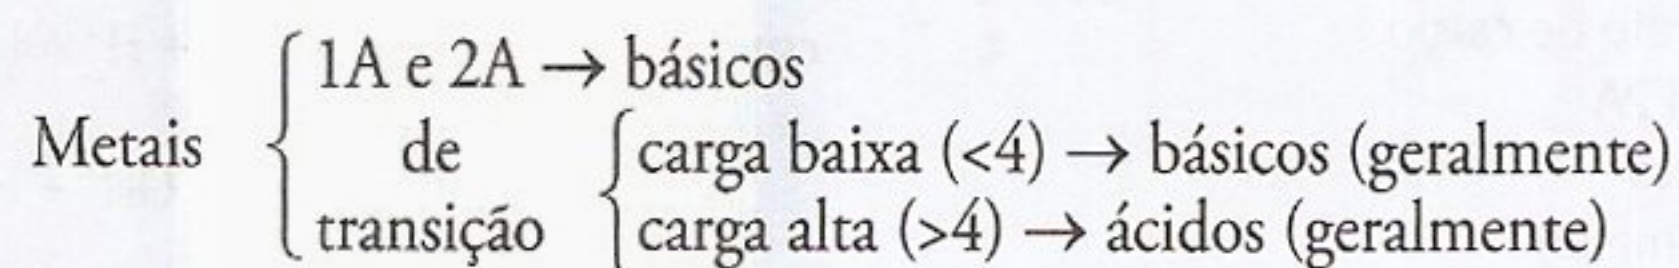 1A e 2A → básicos
Metais de carga baixa (<4) → básicos (geralmente)
transição carga alta (>4) → ácidos (geralmente)